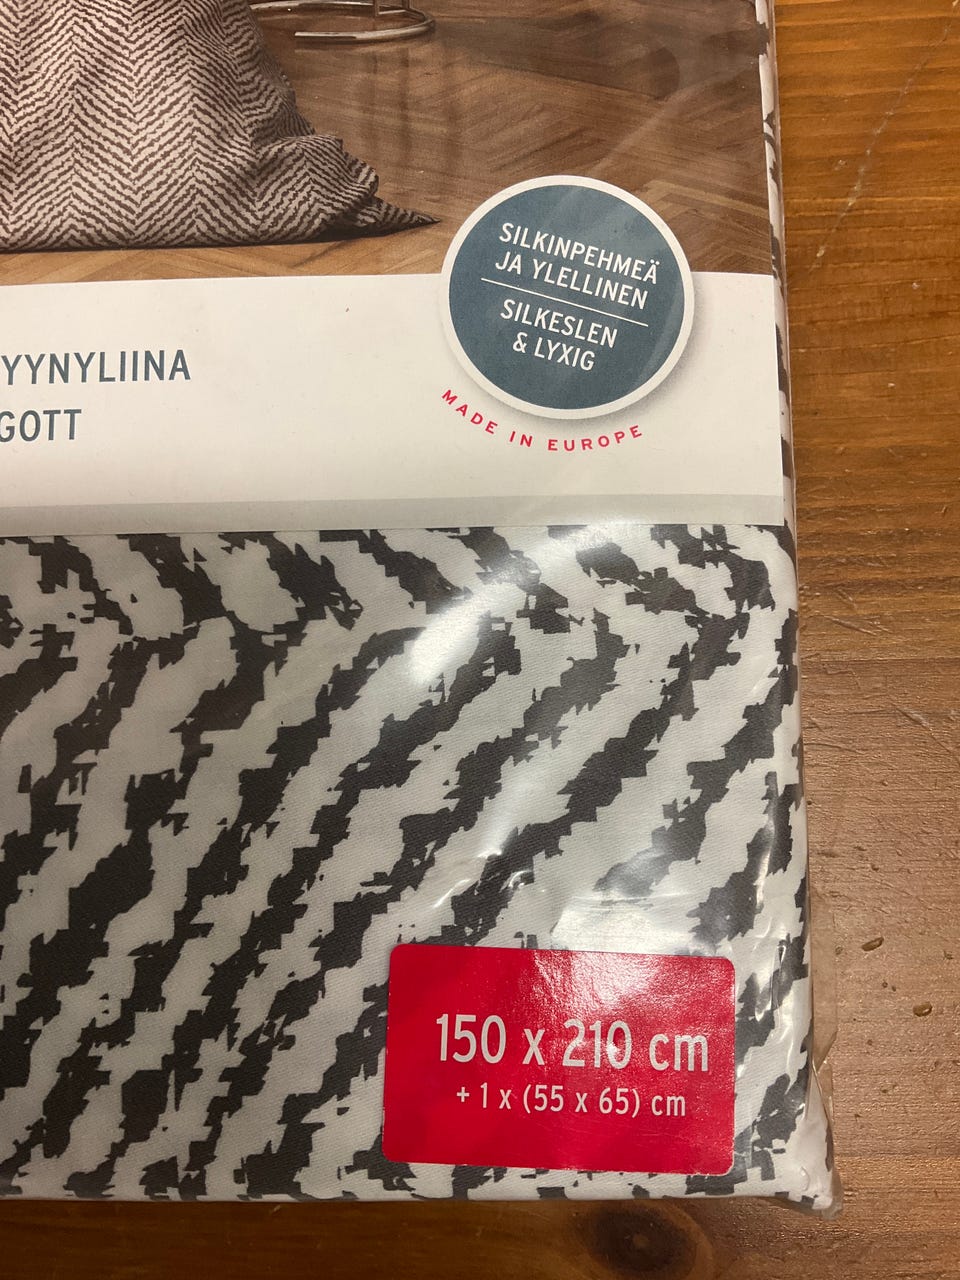 SILKINPEHMEÄ
JA YLELLINEN
SILKESLEN
& LYXIG
MADE IN EUROPE
YYNYLIINA
GOTT
150 x 210 cm
+ 1 x (55 x 65) cm